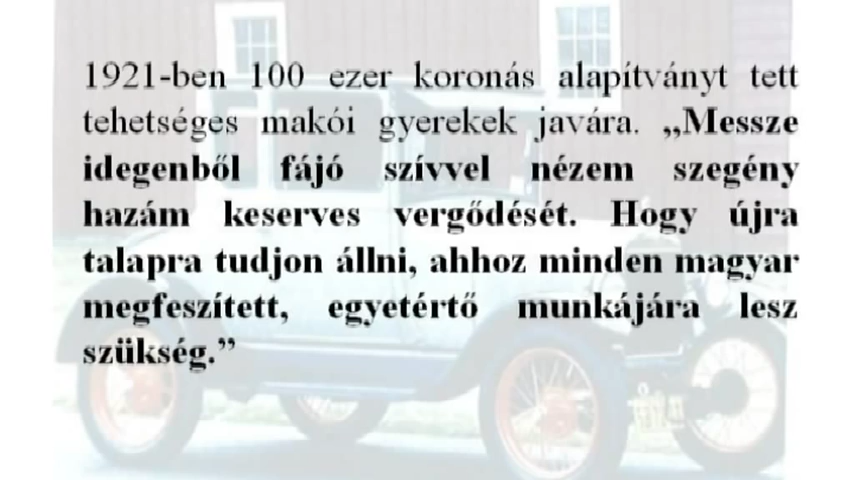 1921-ben 100 ezer koronás alapítványt tett
tehetséges makói gyerekek javára. „Messze
idegenből fájó szívvel nézem szegény
hazám keserves vergődését. Hogy újra
talapra tudjon állni, ahhoz minden magyar
megfeszített, egyetértő munkájára lesz
szükség.”